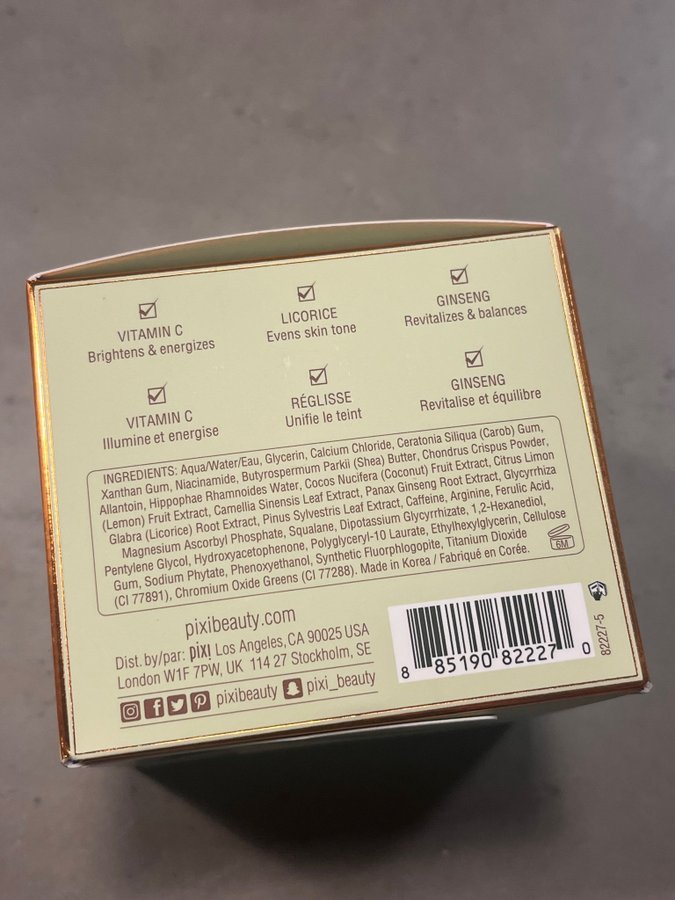 VITAMIN C
Brightens & energizes
LICORICE
Evens skin tone
GINSENG
Revitalizes & balances
VITAMIN C
Illumine et energise
RÉGLISSE
Unifie le teint
GINSENG
Revitalise et équilibre
INGREDIENTS: Aqua/Water/Eau, Glycerin, Calcium Chloride, Ceratonia Siliqua (Carob) Gum,
Xanthan Gum, Niacinamide, Butyrospermum Parkii (Shea) Butter, Chondrus Crispus Powder,
Allantoin, Hippophae Rhamnoides Water, Cocos Nucifera (Coconut) Fruit Extract, Citrus Limon
(Lemon) Fruit Extract, Camellia Sinensis Leaf Extract, Panax Ginseng Root Extract, Glycyrrhiza
Glabra (Licorice) Root Extract, Pinus Sylvestris Leaf Extract, Caffeine, Arginine, Ferulic Acid,
Magnesium Ascorbyl Phosphate, Squalane, Dipotassium Glycyrrhizate, 1,2-Hexanediol,
Pentylene Glycol, Hydroxyacetophenone, Polyglyceryl-10 Laurate, Ethylhexylglycerin, Cellulose
Gum, Sodium Phytate, Phenoxyethanol, Synthetic Fluorphlogopite, Titanium Dioxide
(CI 77891), Chromium Oxide Greens (CI 77288). Made in Korea / Fabriqué en Corée.
6M
pixibeauty.com
Dist. by/par: pixi Los Angeles, CA 90025 USA
London W1F 7PW, UK 114 27 Stockholm, SE
pixibeauty pixi_beauty
8 85190 82227 0
82227-5